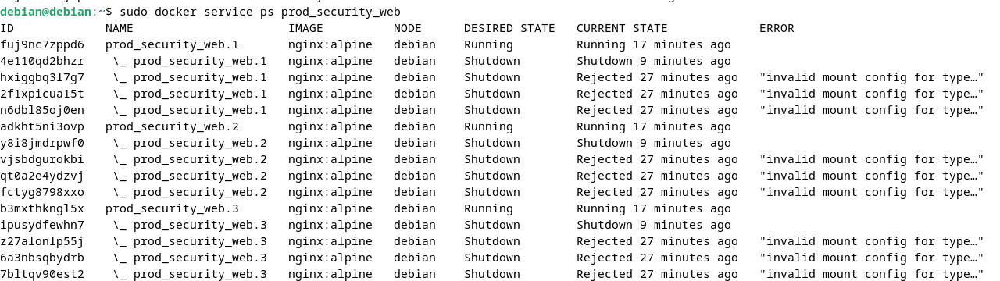 debian@debian:~$ sudo docker service ps prod_security_web
ID             NAME                      IMAGE          NODE      DESIRED STATE   CURRENT STATE             ERROR
fuj9nc7zppd6   prod_security_web.1       nginx:alpine   debian    Running         Running 17 minutes ago
4e110qd2bhzr    \_ prod_security_web.1   nginx:alpine   debian    Shutdown        Shutdown 9 minutes ago
hxiggbq3l7g7    \_ prod_security_web.1   nginx:alpine   debian    Shutdown        Rejected 27 minutes ago   "invalid mount config for type…"
2f1xpicua15t    \_ prod_security_web.1   nginx:alpine   debian    Shutdown        Rejected 27 minutes ago   "invalid mount config for type…"
n6dbl85oj0en    \_ prod_security_web.1   nginx:alpine   debian    Shutdown        Rejected 27 minutes ago   "invalid mount config for type…"
adkht5ni3ovp   prod_security_web.2       nginx:alpine   debian    Running         Running 17 minutes ago
y8i8jmdrpwf0    \_ prod_security_web.2   nginx:alpine   debian    Shutdown        Shutdown 9 minutes ago
vjsbdgurokbi    \_ prod_security_web.2   nginx:alpine   debian    Shutdown        Rejected 27 minutes ago   "invalid mount config for type…"
qt0a2e4ydzvj    \_ prod_security_web.2   nginx:alpine   debian    Shutdown        Rejected 27 minutes ago   "invalid mount config for type…"
fctyg8798xxo    \_ prod_security_web.2   nginx:alpine   debian    Shutdown        Rejected 27 minutes ago   "invalid mount config for type…"
b3mxthkngl5x   prod_security_web.3       nginx:alpine   debian    Running         Running 17 minutes ago
ipusydfewhn7    \_ prod_security_web.3   nginx:alpine   debian    Shutdown        Shutdown 9 minutes ago
z27alonlp55j    \_ prod_security_web.3   nginx:alpine   debian    Shutdown        Rejected 27 minutes ago   "invalid mount config for type…"
6a3nbsqbydrb    \_ prod_security_web.3   nginx:alpine   debian    Shutdown        Rejected 27 minutes ago   "invalid mount config for type…"
7bltqv90est2    \_ prod_security_web.3   nginx:alpine   debian    Shutdown        Rejected 27 minutes ago   "invalid mount config for type…"